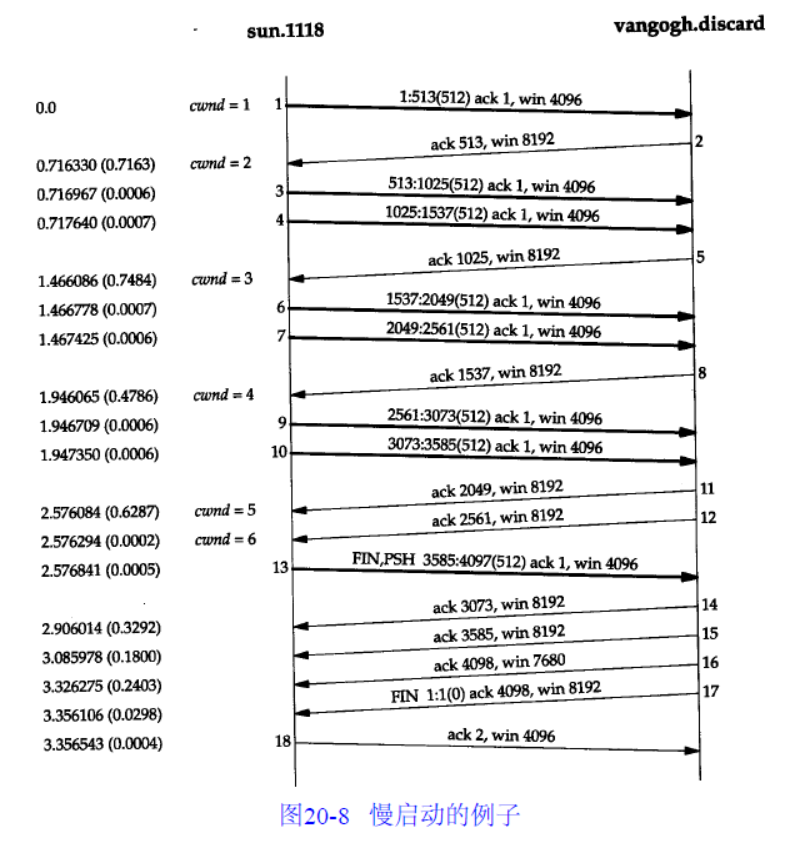 sun.1118 vangogh.discard
0.0 cwnd = 1 1 1:513(512) ack 1, win 4096
ack 513, win 8192 2
0.716330 (0.7163) cwnd = 2
0.716967 (0.0006) 3 513:1025(512) ack 1, win 4096
0.717640 (0.0007) 4 1025:1537(512) ack 1, win 4096
ack 1025, win 8192 5
1.466086 (0.7484) cwnd = 3
1.466778 (0.0007) 6 1537:2049(512) ack 1, win 4096
1.467425 (0.0006) 7 2049:2561(512) ack 1, win 4096
ack 1537, win 8192 8
1.946065 (0.4786) cwnd = 4
1.946709 (0.0006) 9 2561:3073(512) ack 1, win 4096
1.947350 (0.0006) 10 3073:3585(512) ack 1, win 4096
ack 2049, win 8192 11
2.576084 (0.6287) cwnd = 5
ack 2561, win 8192 12
2.576294 (0.0002) cwnd = 6
2.576841 (0.0005) 13 FIN,PSH 3585:4097(512) ack 1, win 4096
ack 3073, win 8192 14
2.906014 (0.3292)
ack 3585, win 8192 15
3.085978 (0.1800)
ack 4098, win 7680 16
3.326275 (0.2403)
FIN 1:1(0) ack 4098, win 8192 17
3.356106 (0.0298)
3.356543 (0.0004) 18 ack 2, win 4096
图20-8 慢启动的例子